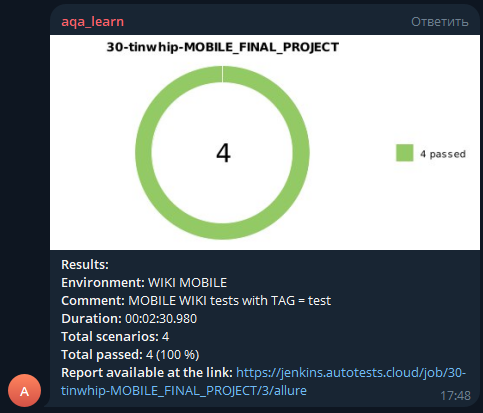 aqa_learn Ответить
30-tinwhip-MOBILE_FINAL_PROJECT
4
4 passed
Results:
Environment: WIKI MOBILE
Comment: MOBILE WIKI tests with TAG = test
Duration: 00:02:30.980
Total scenarios: 4
Total passed: 4 (100 %)
Report available at the link: https://jenkins.autotests.cloud/job/30-
tinwhip-MOBILE_FINAL_PROJECT/3/allure
A
17:48